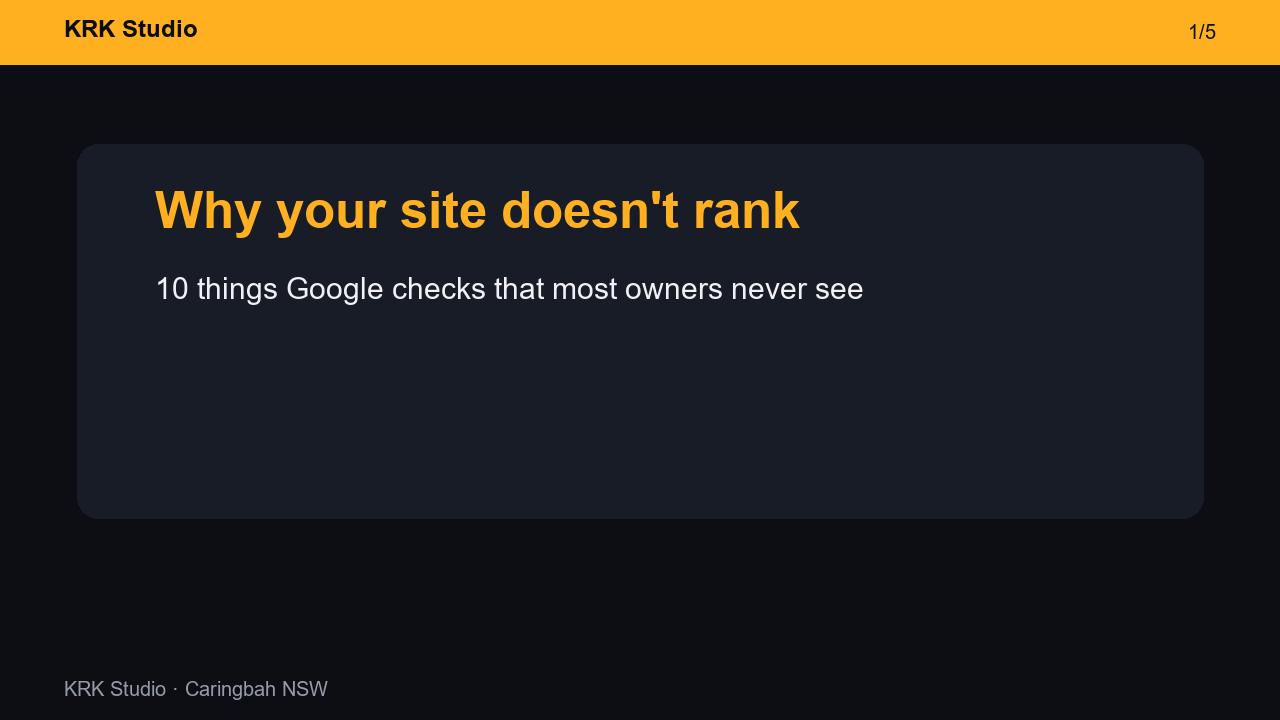 KRK Studio
1/5
Why your site doesn't rank
10 things Google checks that most owners never see
KRK Studio · Caringbah NSW